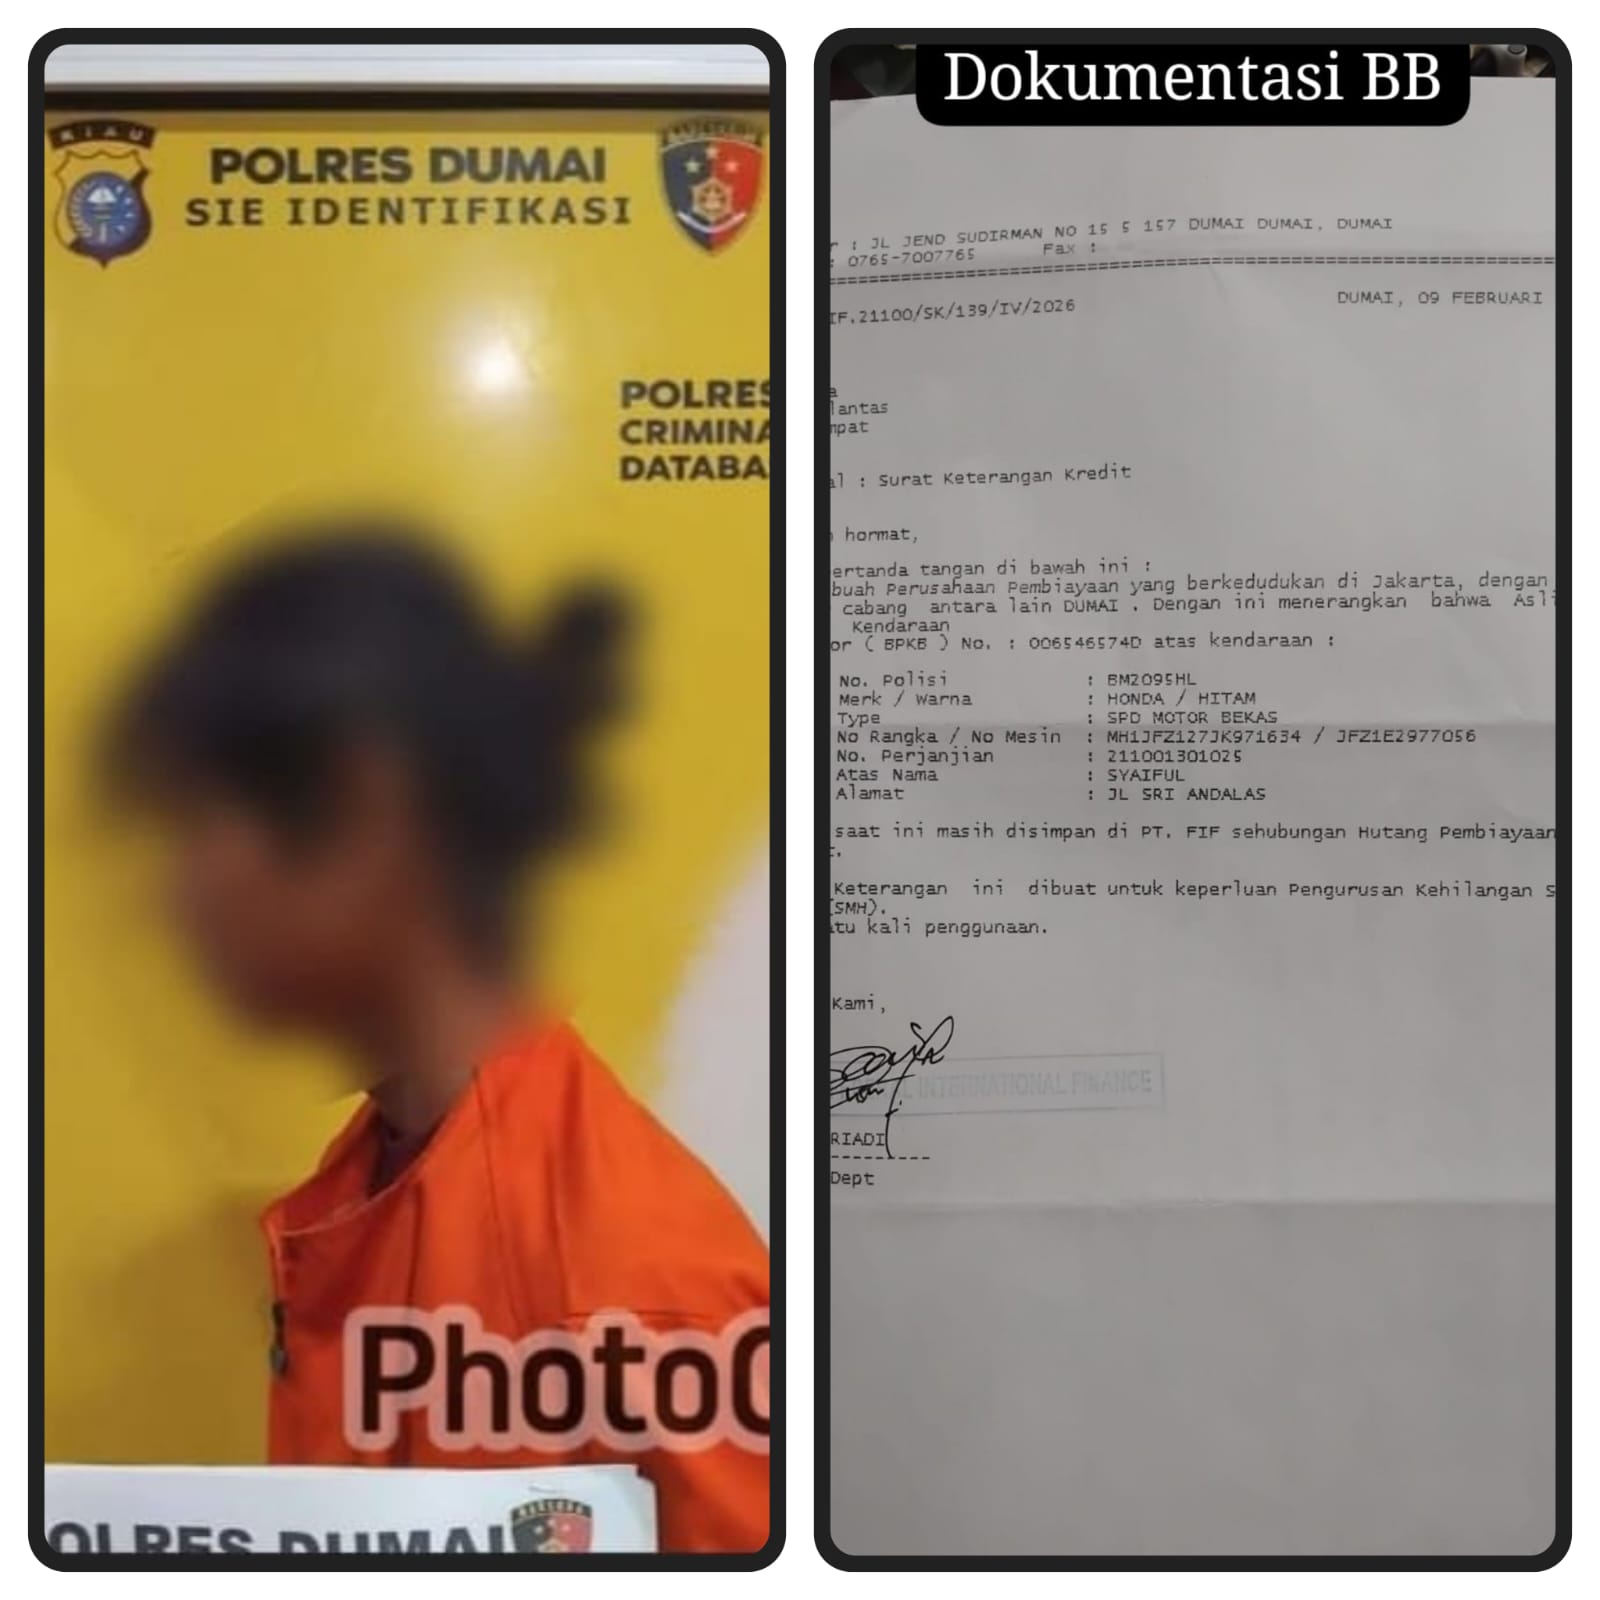 RIAU
POLRES DUMAI
SIE IDENTIFIKASI
POLRES
CRIMINA
DATABA
PhotoG
OLRES DUMAI
RESERSE
Dokumentasi BB
r : JL JEND SUDIRMAN NO 15 5 157 DUMAI DUMAI, DUMAI
: 0765-7007765 Fax :
IF.21100/SK/139/IV/2026
DUMAI, 09 FEBRUARI
a
lantas
mpat
al : Surat Keterangan Kredit
hormat,
ertanda tangan di bawah ini :
buah Perusahaan Pembiayaan yang berkedudukan di Jakarta, dengan
cabang antara lain DUMAI . Dengan ini menerangkan bahwa Asli
Kendaraan
or ( BPKB ) No. : 006546574D atas kendaraan :
No. Polisi : BM2095HL
Merk / Warna : HONDA / HITAM
Type : SPD MOTOR BEKAS
No Rangka / No Mesin : MH1JFZ127JK971634 / JFZ1E2977056
No. Perjanjian : 211001301025
Atas Nama : SYAIFUL
Alamat : JL SRI ANDALAS
saat ini masih disimpan di PT. FIF sehubungan Hutang Pembiayaan
t.
Keterangan ini dibuat untuk keperluan Pengurusan Kehilangan S
(SMH).
atu kali penggunaan.
Kami,
INTERNATIONAL FINANCE
RIADI
---------
Dept